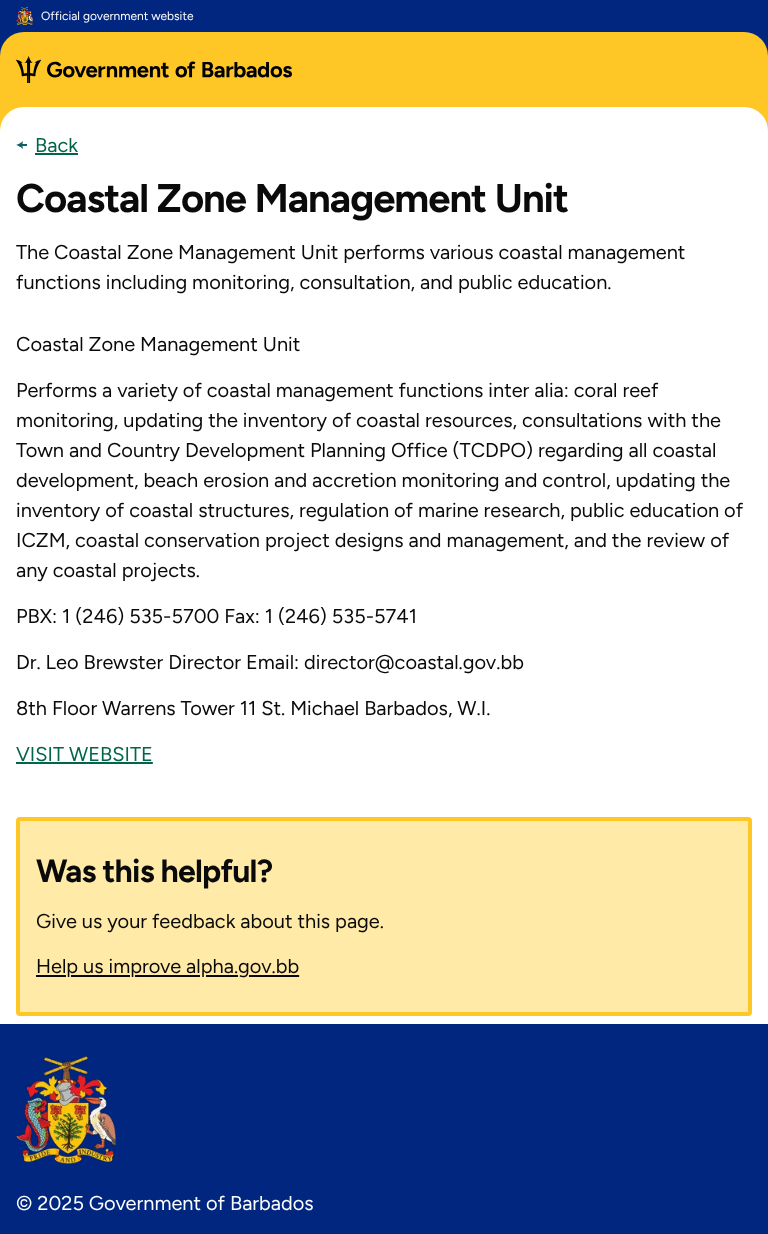 Official government website
Government of Barbados
Back
Coastal Zone Management Unit
The Coastal Zone Management Unit performs various coastal management
functions including monitoring, consultation, and public education.
Coastal Zone Management Unit
Performs a variety of coastal management functions inter alia: coral reef
monitoring, updating the inventory of coastal resources, consultations with the
Town and Country Development Planning Office (TCDPO) regarding all coastal
development, beach erosion and accretion monitoring and control, updating the
inventory of coastal structures, regulation of marine research, public education of
ICZM, coastal conservation project designs and management, and the review of
any coastal projects.
PBX: 1 (246) 535-5700 Fax: 1 (246) 535-5741
Dr. Leo Brewster Director Email: director@coastal.gov.bb
8th Floor Warrens Tower 11 St. Michael Barbados, W.I.
VISIT WEBSITE
Was this helpful?
Give us your feedback about this page.
Help us improve alpha.gov.bb
PRIDE AND INDUSTRY
© 2025 Government of Barbados